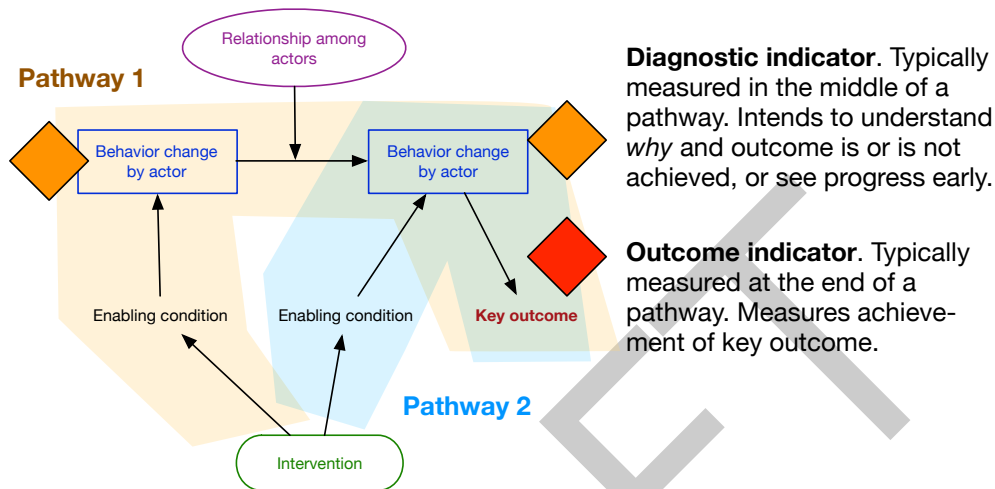 Relationship among
actors
Pathway 1
Behavior change
by actor
Behavior change
by actor
Enabling condition
Enabling condition
Key outcome
Pathway 2
Intervention
Diagnostic indicator. Typically
measured in the middle of a
pathway. Intends to understand
why and outcome is or is not
achieved, or see progress early.
Outcome indicator. Typically
measured at the end of a
pathway. Measures achieve-
ment of key outcome.